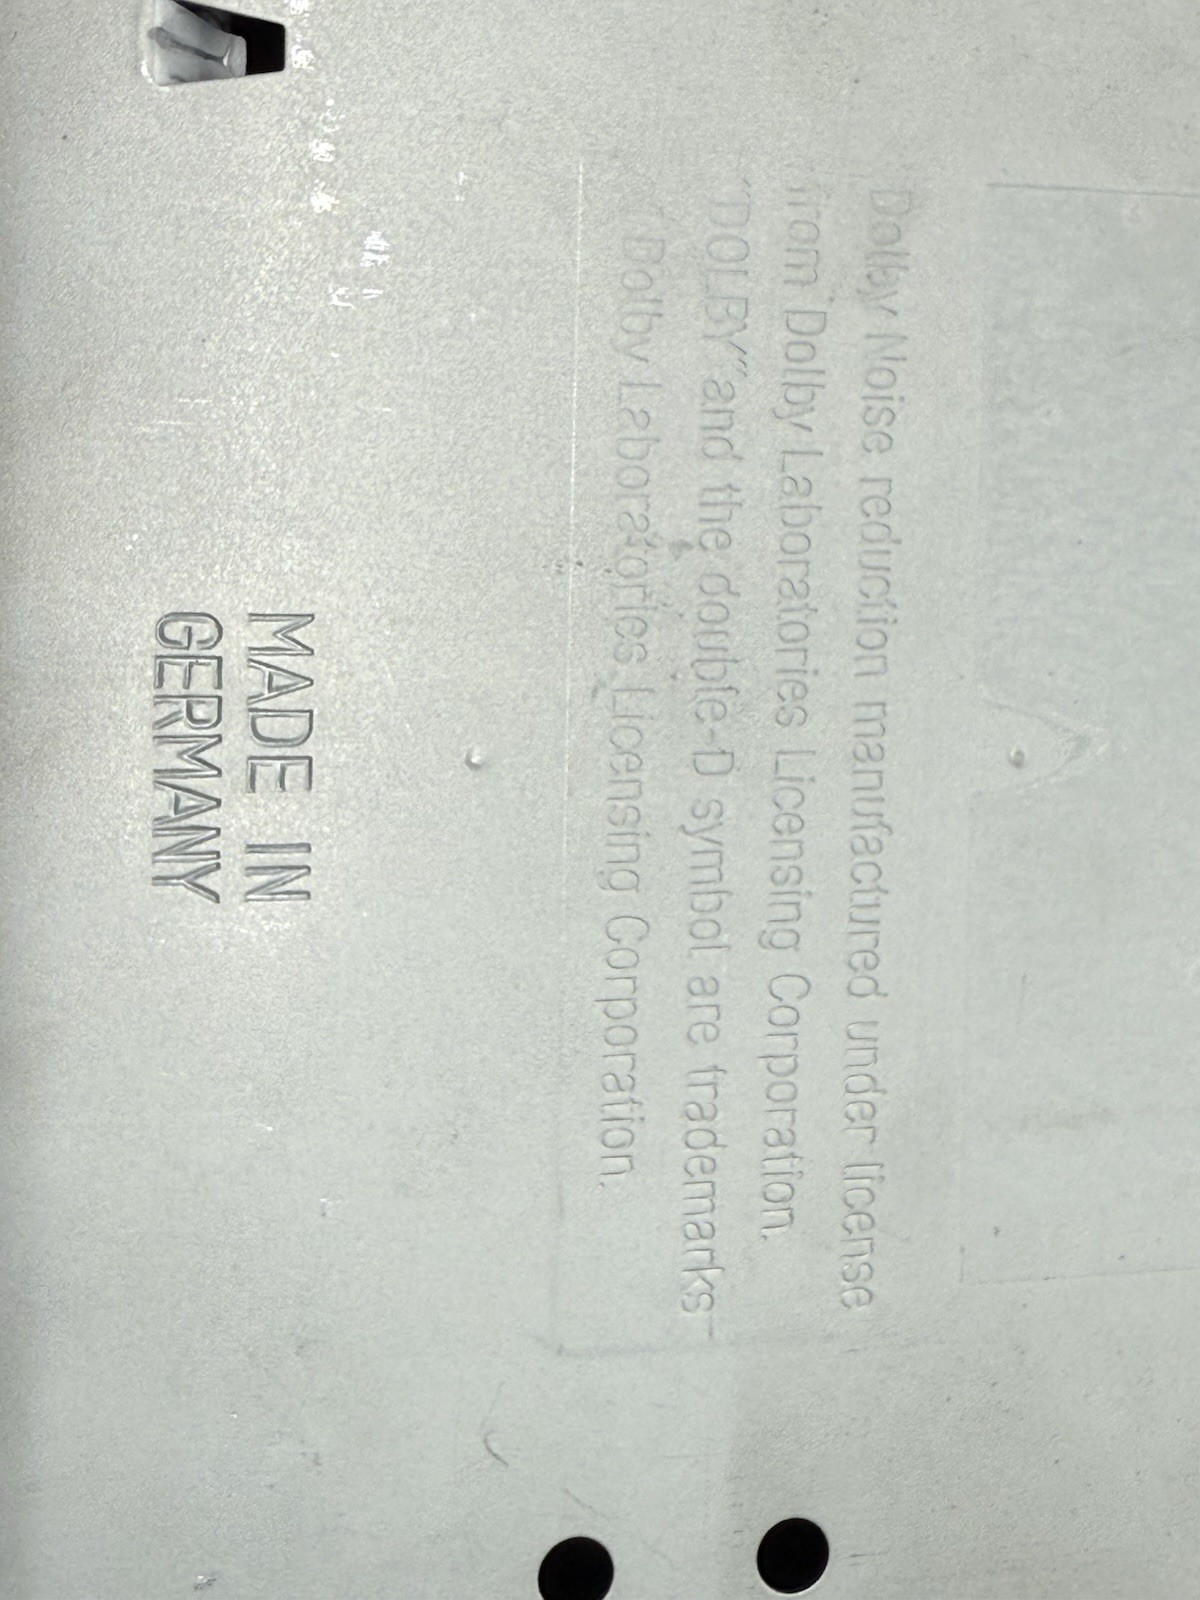 Dolby Noise reduction manufactured under license
from Dolby Laboratories Licensing Corporation.
"DOLBY" and the double-D symbol are trademarks
Dolby Laboratories Licensing Corporation.
MADE IN
GERMANY